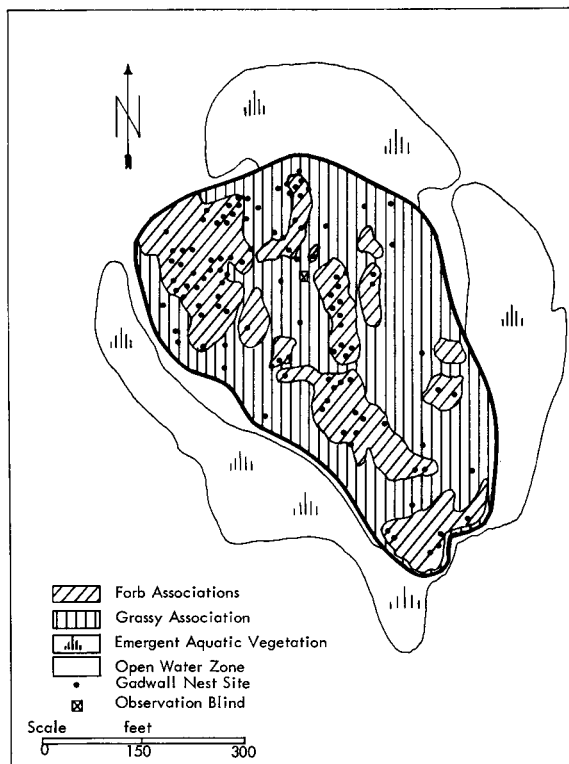 N
Forb Associations
Grassy Association
Emergent Aquatic Vegetation
Open Water Zone
Gadwall Nest Site
Observation Blind
Scale feet
0 150 300